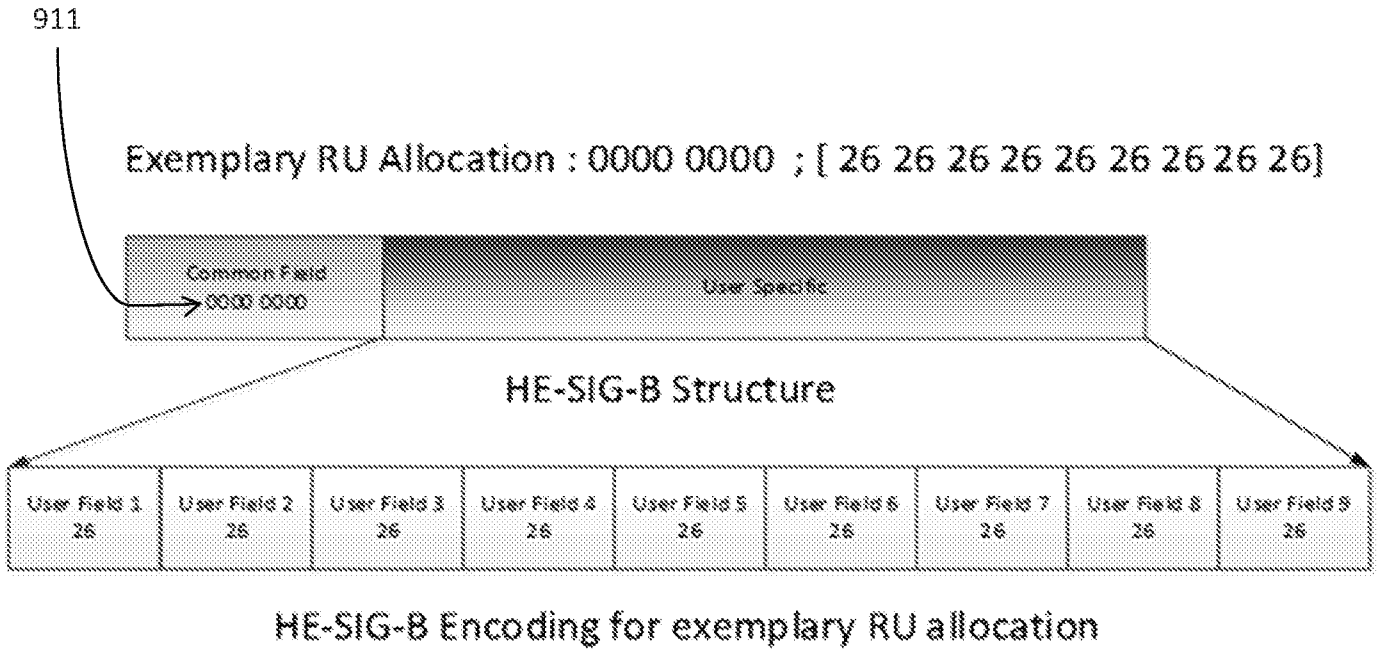 911
Exemplary RU Allocation : 0000 0000 ; [ 26 26 26 26 26 26 26 26 26]
Common Field
0000 0000
User Specific
HE-SIG-B Structure
User Field 1 User Field 2 User Field 3 User Field 4 User Field 5 User Field 6 User Field 7 User Field 8 User Field 9
26 26 26 26 26 26 26 26 26
HE-SIG-B Encoding for exemplary RU allocation